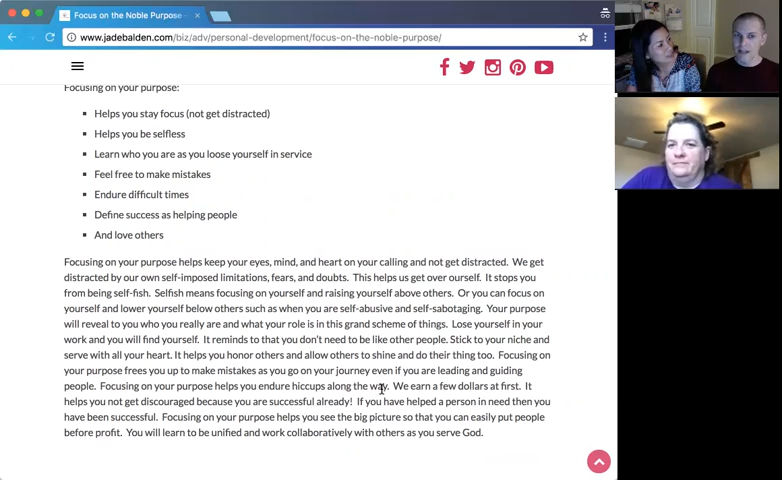 Focus on the Noble Purpose -
www.jadebalden.com/biz/adv/personal-development/focus-on-the-noble-purpose/
Focusing on your purpose:
Helps you stay focus (not get distracted)
Helps you be selfless
Learn who you are as you loose yourself in service
Feel free to make mistakes
Endure difficult times
Define success as helping people
And love others
Focusing on your purpose helps keep your eyes, mind, and heart on your calling and not get distracted. We get
distracted by our own self-imposed limitations, fears, and doubts. This helps us get over ourself. It stops you
from being self-fish. Selfish means focusing on yourself and raising yourself above others. Or you can focus on
yourself and lower yourself below others such as when you are self-abusive and self-sabotaging. Your purpose
will reveal to you who you really are and what your role is in this grand scheme of things. Lose yourself in your
work and you will find yourself. It reminds to that you don't need to be like other people. Stick to your niche and
serve with all your heart. It helps you honor others and allow others to shine and do their thing too. Focusing on
your purpose frees you up to make mistakes as you go on your journey even if you are leading and guiding
people. Focusing on your purpose helps you endure hiccups along the way. We earn a few dollars at first. It
helps you not get discouraged because you are successful already! If you have helped a person in need then you
have been successful. Focusing on your purpose helps you see the big picture so that you can easily put people
before profit. You will learn to be unified and work collaboratively with others as you serve God.